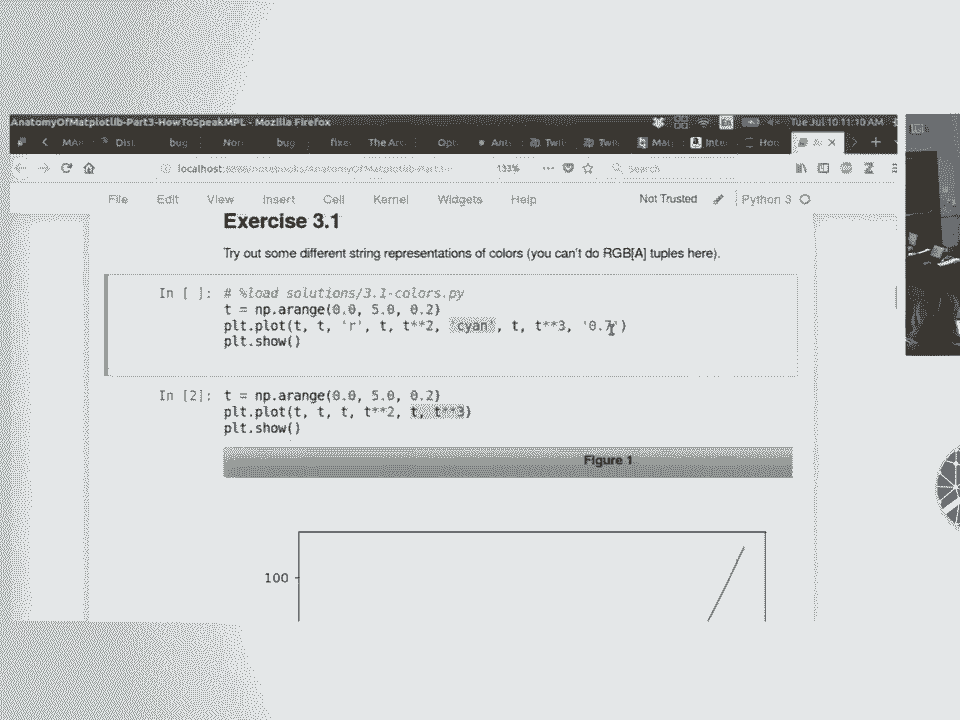 AnatomyOfMatplotlib-Part3-HowToSpeakMPL - Mozilla Firefox En Tue Jul 10 11:10 AM
MA Dist bug Nor bug fixe The Arc Opt Ant Twi Twi Mat Inte Ho
localhost:8888/notebooks/AnatomyOfMatplotlib-Part3- 133% Search
File Edit View Insert Cell Kernel Widgets Help Not Trusted Python 3
Exercise 3.1
Try out some different string representations of colors (you can't do RGB[A] tuples here).
In [ ]: # %load solutions/3.1-colors.py
t = np.arange(0.0, 5.0, 0.2)
plt.plot(t, t, 'r', t, t**2, 'cyan', t, t**3, '0.7')
plt.show()
In [2]: t = np.arange(0.0, 5.0, 0.2)
plt.plot(t, t, t, t**2, t, t**3)
plt.show()
Figure 1
100